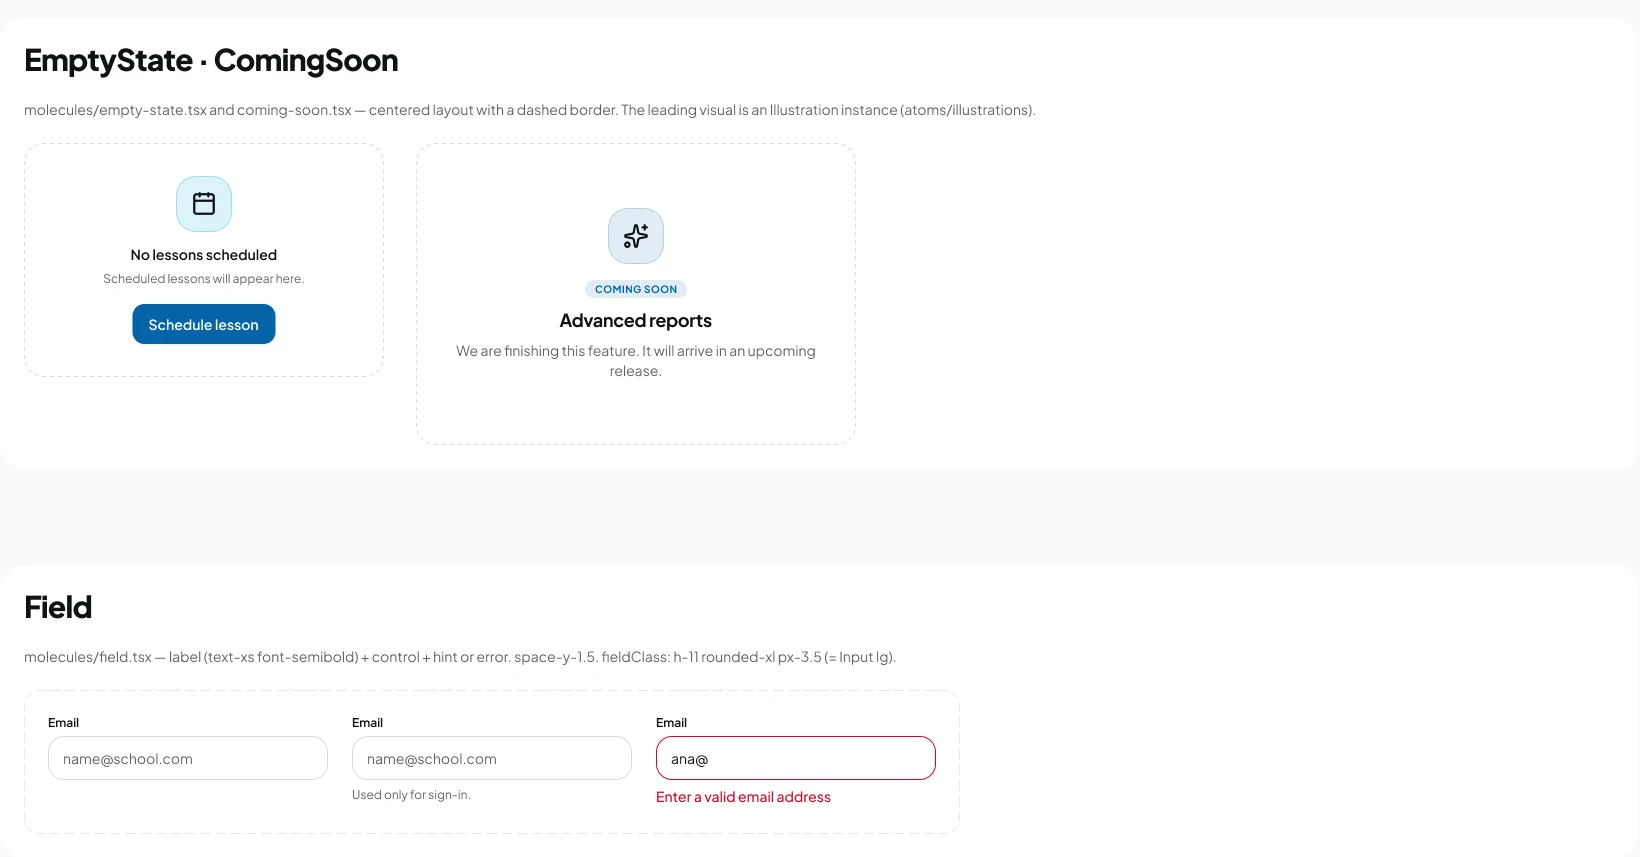 EmptyState · ComingSoon
molecules/empty-state.tsx and coming-soon.tsx — centered layout with a dashed border. The leading visual is an Illustration instance (atoms/illustrations).
No lessons scheduled
Scheduled lessons will appear here.
Schedule lesson
COMING SOON
Advanced reports
We are finishing this feature. It will arrive in an upcoming
release.
Field
molecules/field.tsx — label (text-xs font-semibold) + control + hint or error. space-y-1.5. fieldClass: h-11 rounded-xl px-3.5 (= Input lg).
Email
name@school.com
Email
name@school.com
Used only for sign-in.
Email
ana@
Enter a valid email address